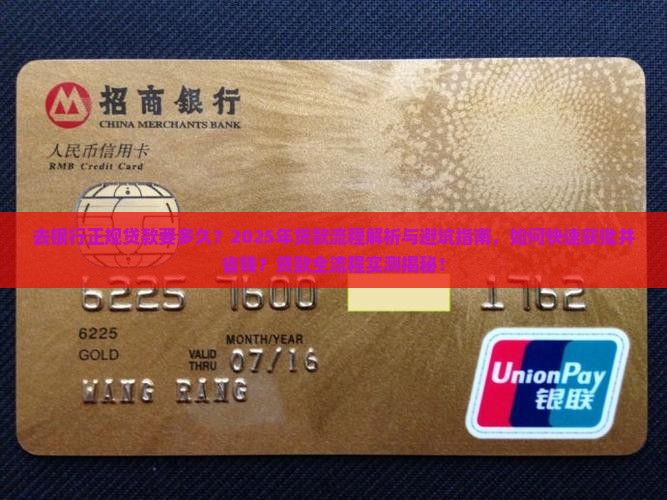 招商银行
CHINA MERCHANTS BANK
人民币信用卡
RMB Credit Card
去银行正规贷款要多久？2025年贷款流程解析与避坑指南，如何快速获批并
省钱？贷款全流程实测揭秘！
6225 7600 1762
6225
MONTH/YEAR
GOLD VALID THRU 07/16
WANG RANG
UnionPay
银联